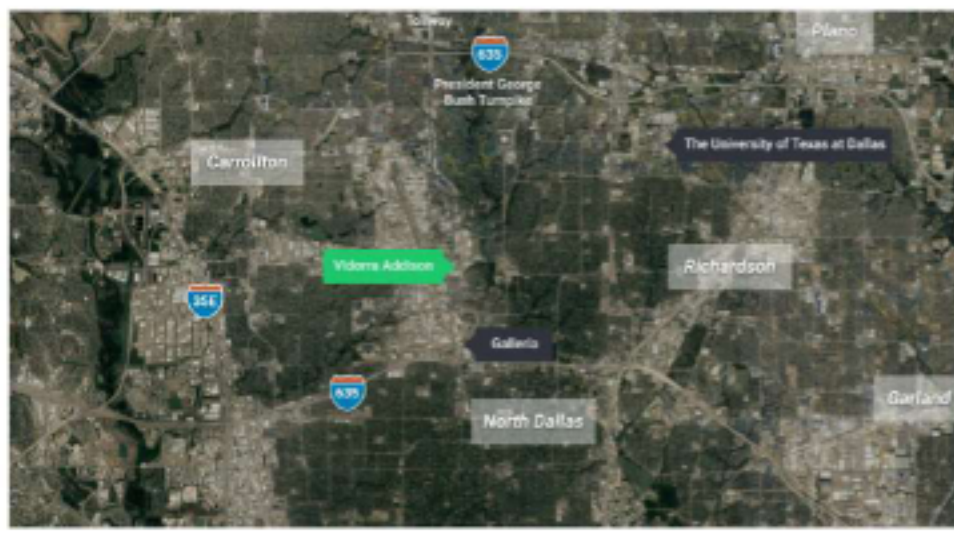 Tollway
635
Plano
President George
Bush Turnpike
The University of Texas at Dallas
Carrollton
Vidorra Addison
Richardson
35E
Galleria
635
Garland
North Dallas